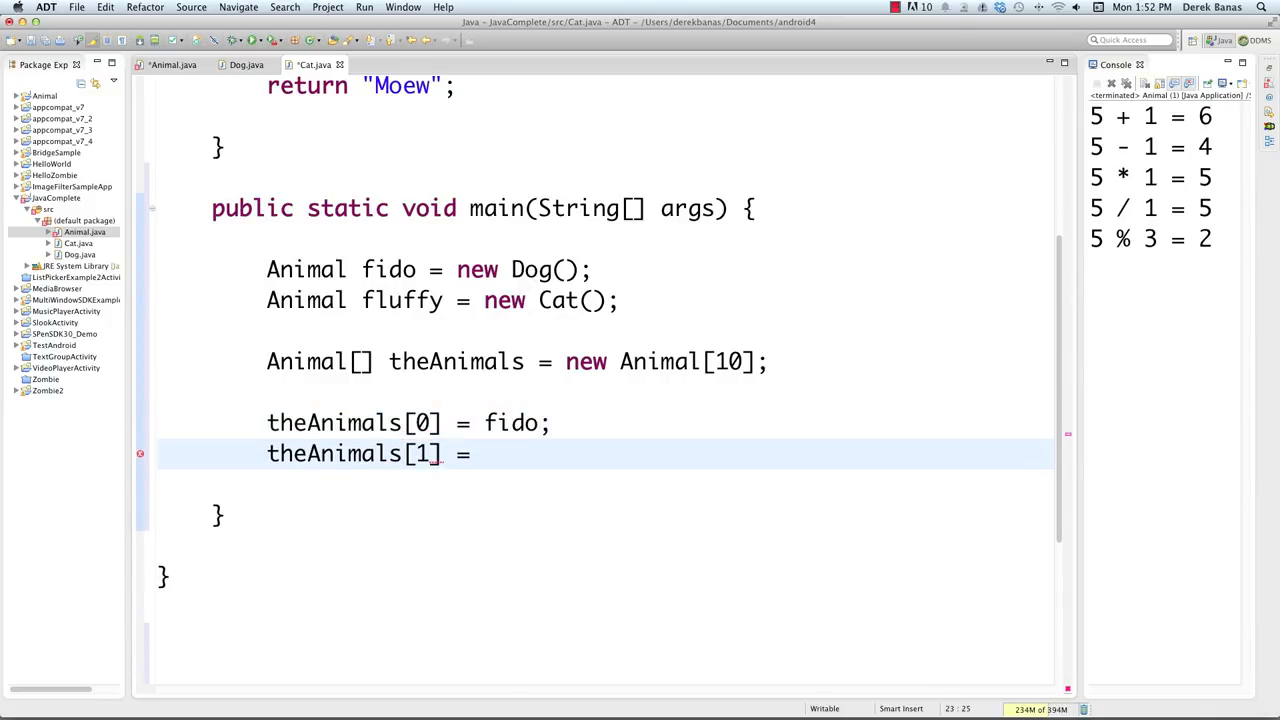 ADT File Edit Refactor Source Navigate Search Project Run Window Help 10 Mon 1:52 PM Derek Banas
Java - JavaComplete/src/Cat.java - ADT - /Users/derekbanas/Documents/android4
Quick Access Java DDMS
Package Exp *Animal.java Dog.java *Cat.java Console
<terminated> Animal (1) [Java Application] /S
Animal
appcompat_v7
appcompat_v7_2
appcompat_v7_3
appcompat_v7_4
BridgeSample
HelloWorld
HelloZombie
ImageFilterSampleApp
JavaComplete
src
(default package)
Animal.java
Cat.java
Dog.java
JRE System Library [Ja
ListPickerExample2Activi
MediaBrowser
MultiWindowSDKExample
MusicPlayerActivity
SlookActivity
SPenSDK30_Demo
TestAndroid
TextGroupActivity
VideoPlayerActivity
Zombie
Zombie2
return "Moew";
}
public static void main(String[] args) {
Animal fido = new Dog();
Animal fluffy = new Cat();
Animal[] theAnimals = new Animal[10];
theAnimals[0] = fido;
theAnimals[1] =
}
}
5 + 1 = 6
5 - 1 = 4
5 * 1 = 5
5 / 1 = 5
5 % 3 = 2
Writable Smart Insert 23 : 25 234M of 394M